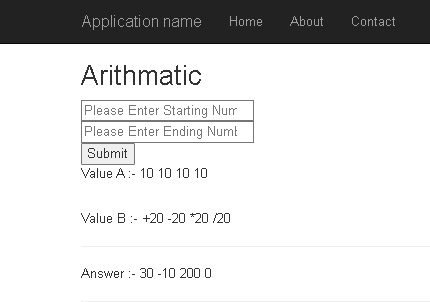 Application name Home About Contact
Arithmatic
Please Enter Starting Num
Please Enter Ending Numb
Submit
Value A :- 10 10 10 10
Value B :- +20 -20 *20 /20
Answer :- 30 -10 200 0